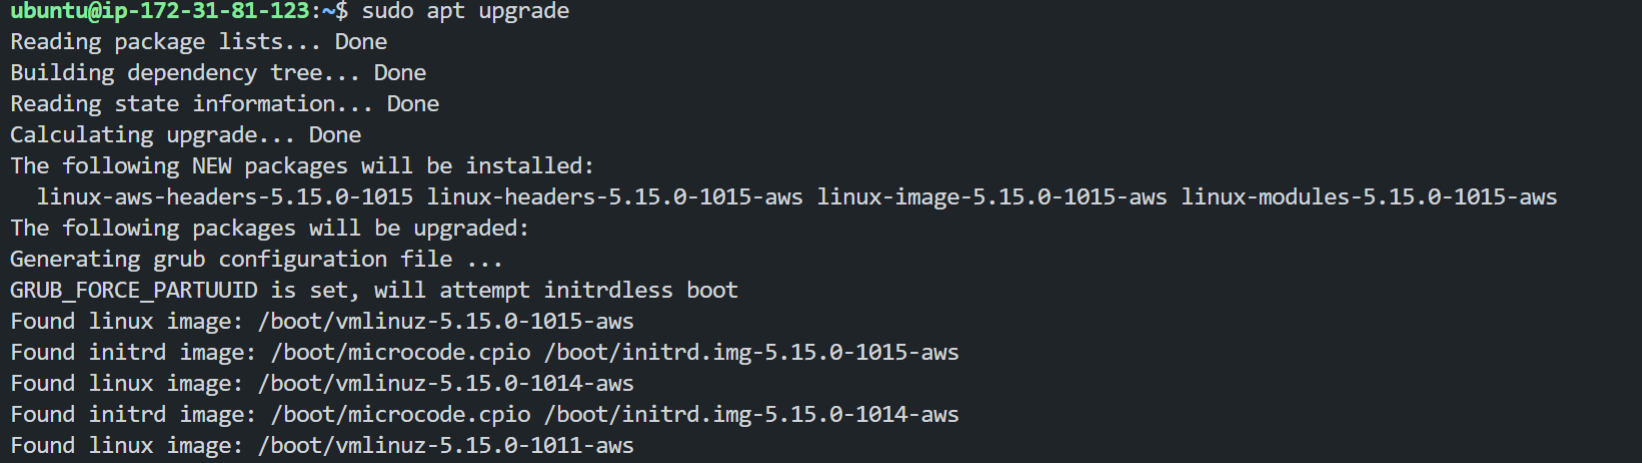 ubuntu@ip-172-31-81-123:~$ sudo apt upgrade
Reading package lists... Done
Building dependency tree... Done
Reading state information... Done
Calculating upgrade... Done
The following NEW packages will be installed:
  linux-aws-headers-5.15.0-1015 linux-headers-5.15.0-1015-aws linux-image-5.15.0-1015-aws linux-modules-5.15.0-1015-aws
The following packages will be upgraded:
Generating grub configuration file ...
GRUB_FORCE_PARTUUID is set, will attempt initrdless boot
Found linux image: /boot/vmlinuz-5.15.0-1015-aws
Found initrd image: /boot/microcode.cpio /boot/initrd.img-5.15.0-1015-aws
Found linux image: /boot/vmlinuz-5.15.0-1014-aws
Found initrd image: /boot/microcode.cpio /boot/initrd.img-5.15.0-1014-aws
Found linux image: /boot/vmlinuz-5.15.0-1011-aws